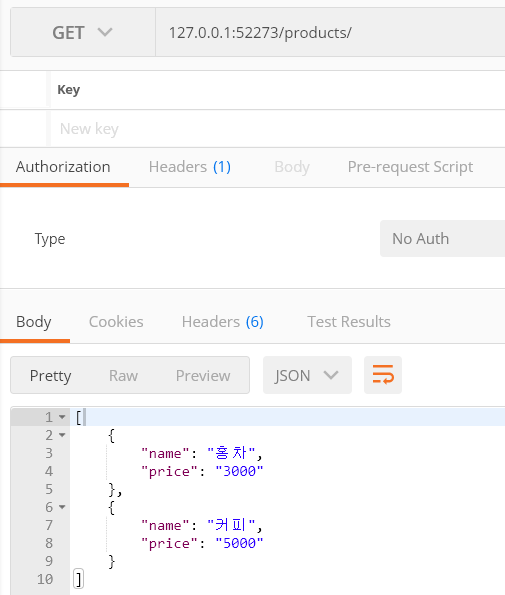 GET 127.0.0.1:52273/products/
Key
New key
Authorization Headers (1) Body Pre-request Script
Type No Auth
Body Cookies Headers (6) Test Results
Pretty Raw Preview JSON
1 [
2 {
3 "name": "홍차",
4 "price": "3000"
5 },
6 {
7 "name": "커피",
8 "price": "5000"
9 }
10 ]